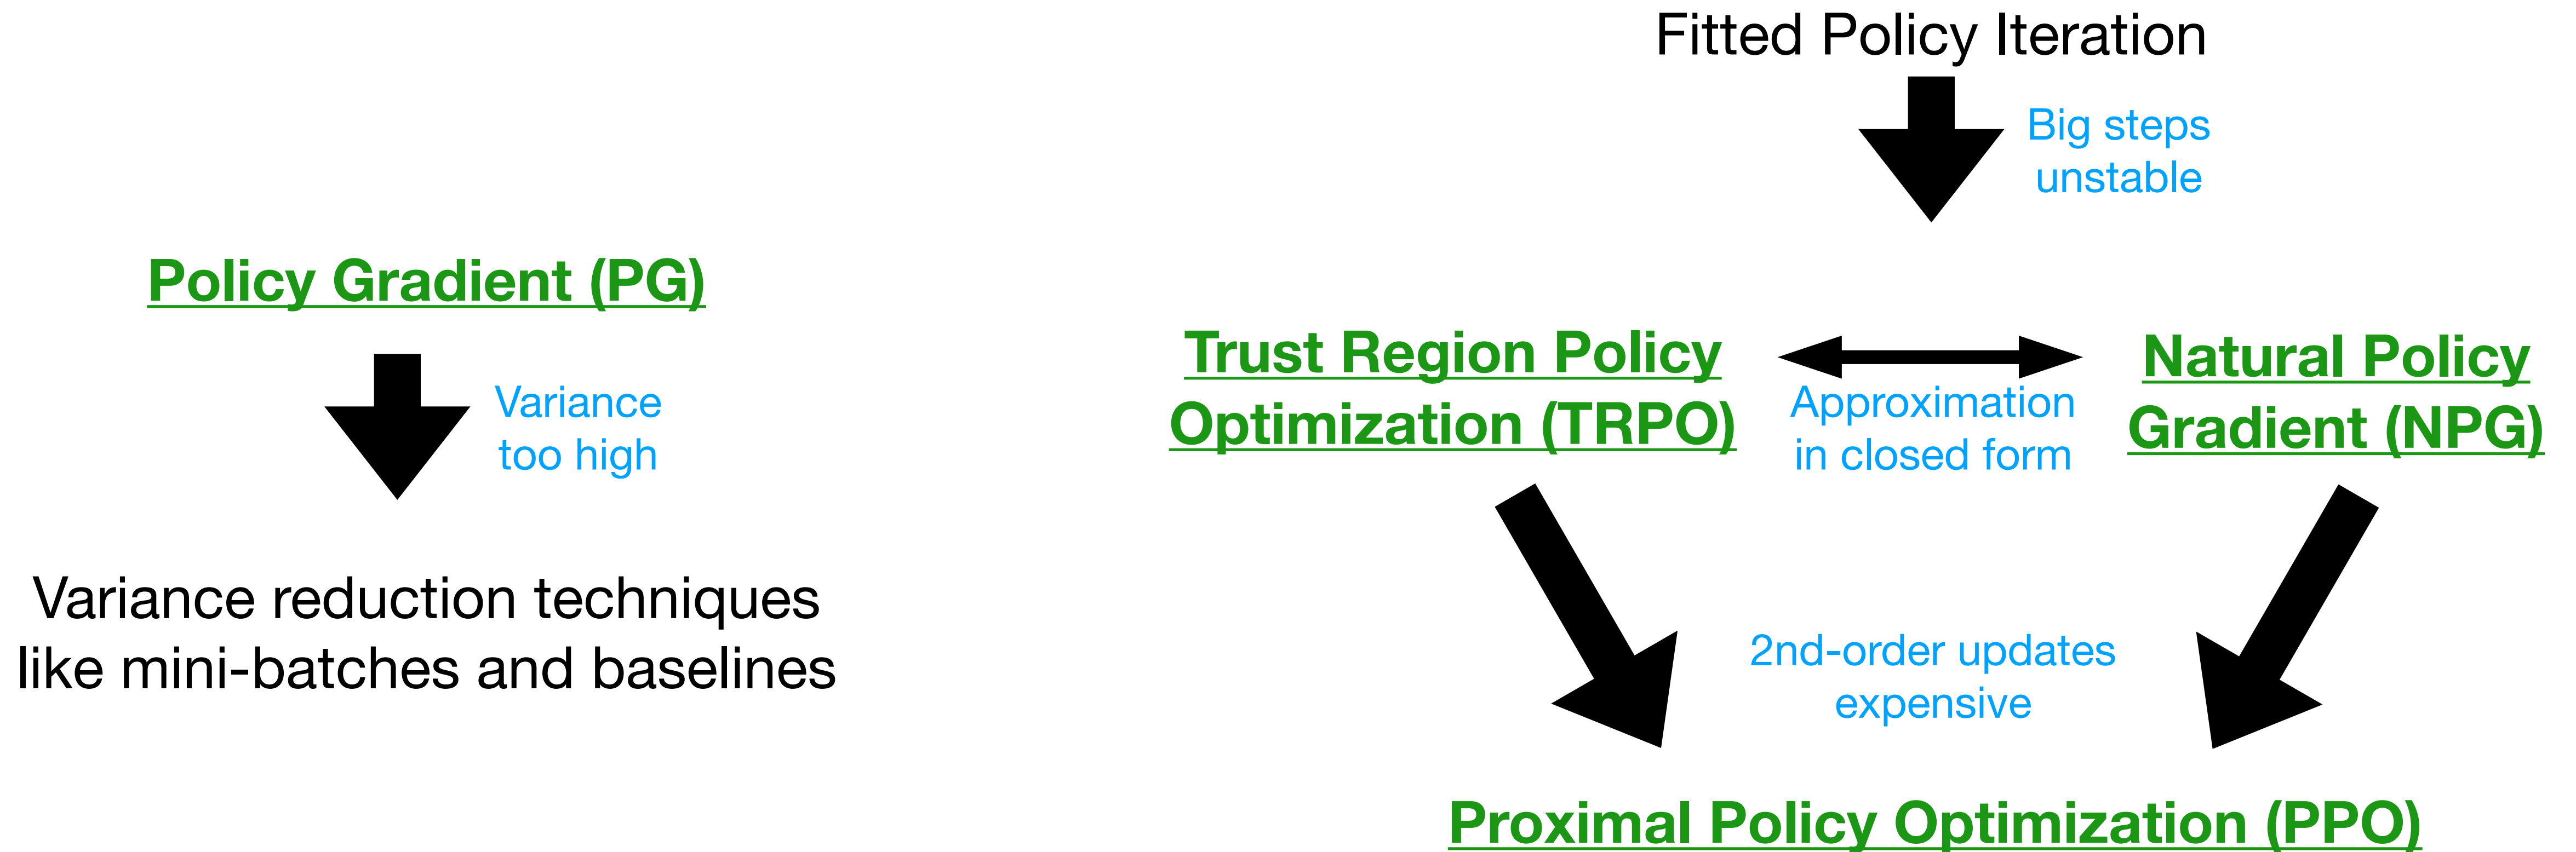 Policy Gradient (PG)
Variance
too high
Variance reduction techniques
like mini-batches and baselines
Fitted Policy Iteration
Big steps
unstable
Trust Region Policy
Optimization (TRPO)
Approximation
in closed form
Natural Policy
Gradient (NPG)
2nd-order updates
expensive
Proximal Policy Optimization (PPO)